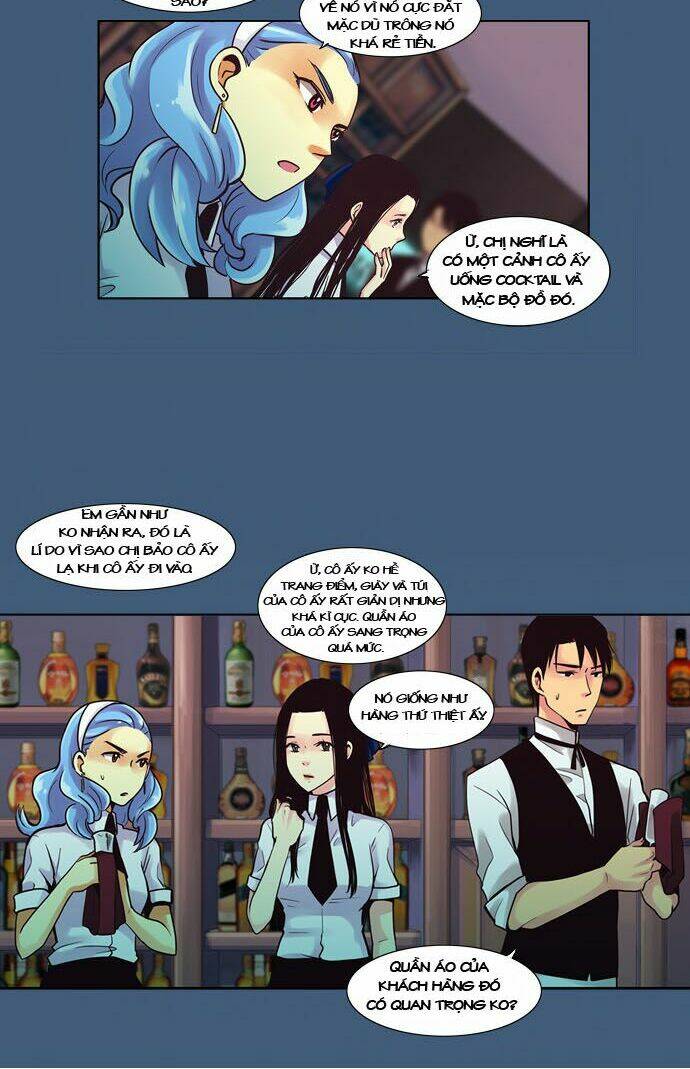 SAO?
VỀ NÓ VÌ NÓ CỰC ĐẮT
MẶC DÙ TRÔNG NÓ
KHÁ RẺ TIỀN.
Ừ, CHỊ NGHĨ LÀ
CÓ MỘT CẢNH CÔ ẤY
UỐNG COCKTAIL VÀ
MẶC BỘ ĐỒ ĐÓ.
EM GẦN NHƯ
KO NHẬN RA, ĐÓ LÀ
LÍ DO VÌ SAO CHỊ BẢO CÔ ẤY
LẠ KHI CÔ ẤY ĐI VÀO.
Ừ, CÔ ẤY KO HỀ
TRANG ĐIỂM, GIÀY VÀ TÚI
CỦA CÔ ẤY RẤT GIẢN DỊ NHƯNG
KHÁ KÌ CỤC. QUẦN ÁO
CỦA CÔ ẤY SANG TRỌNG
QUÁ MỨC.
NÓ GIỐNG NHƯ
HÀNG THỨ THIỆT ẤY
QUẦN ÁO CỦA
KHÁCH HÀNG ĐÓ
CÓ QUAN TRỌNG KO?